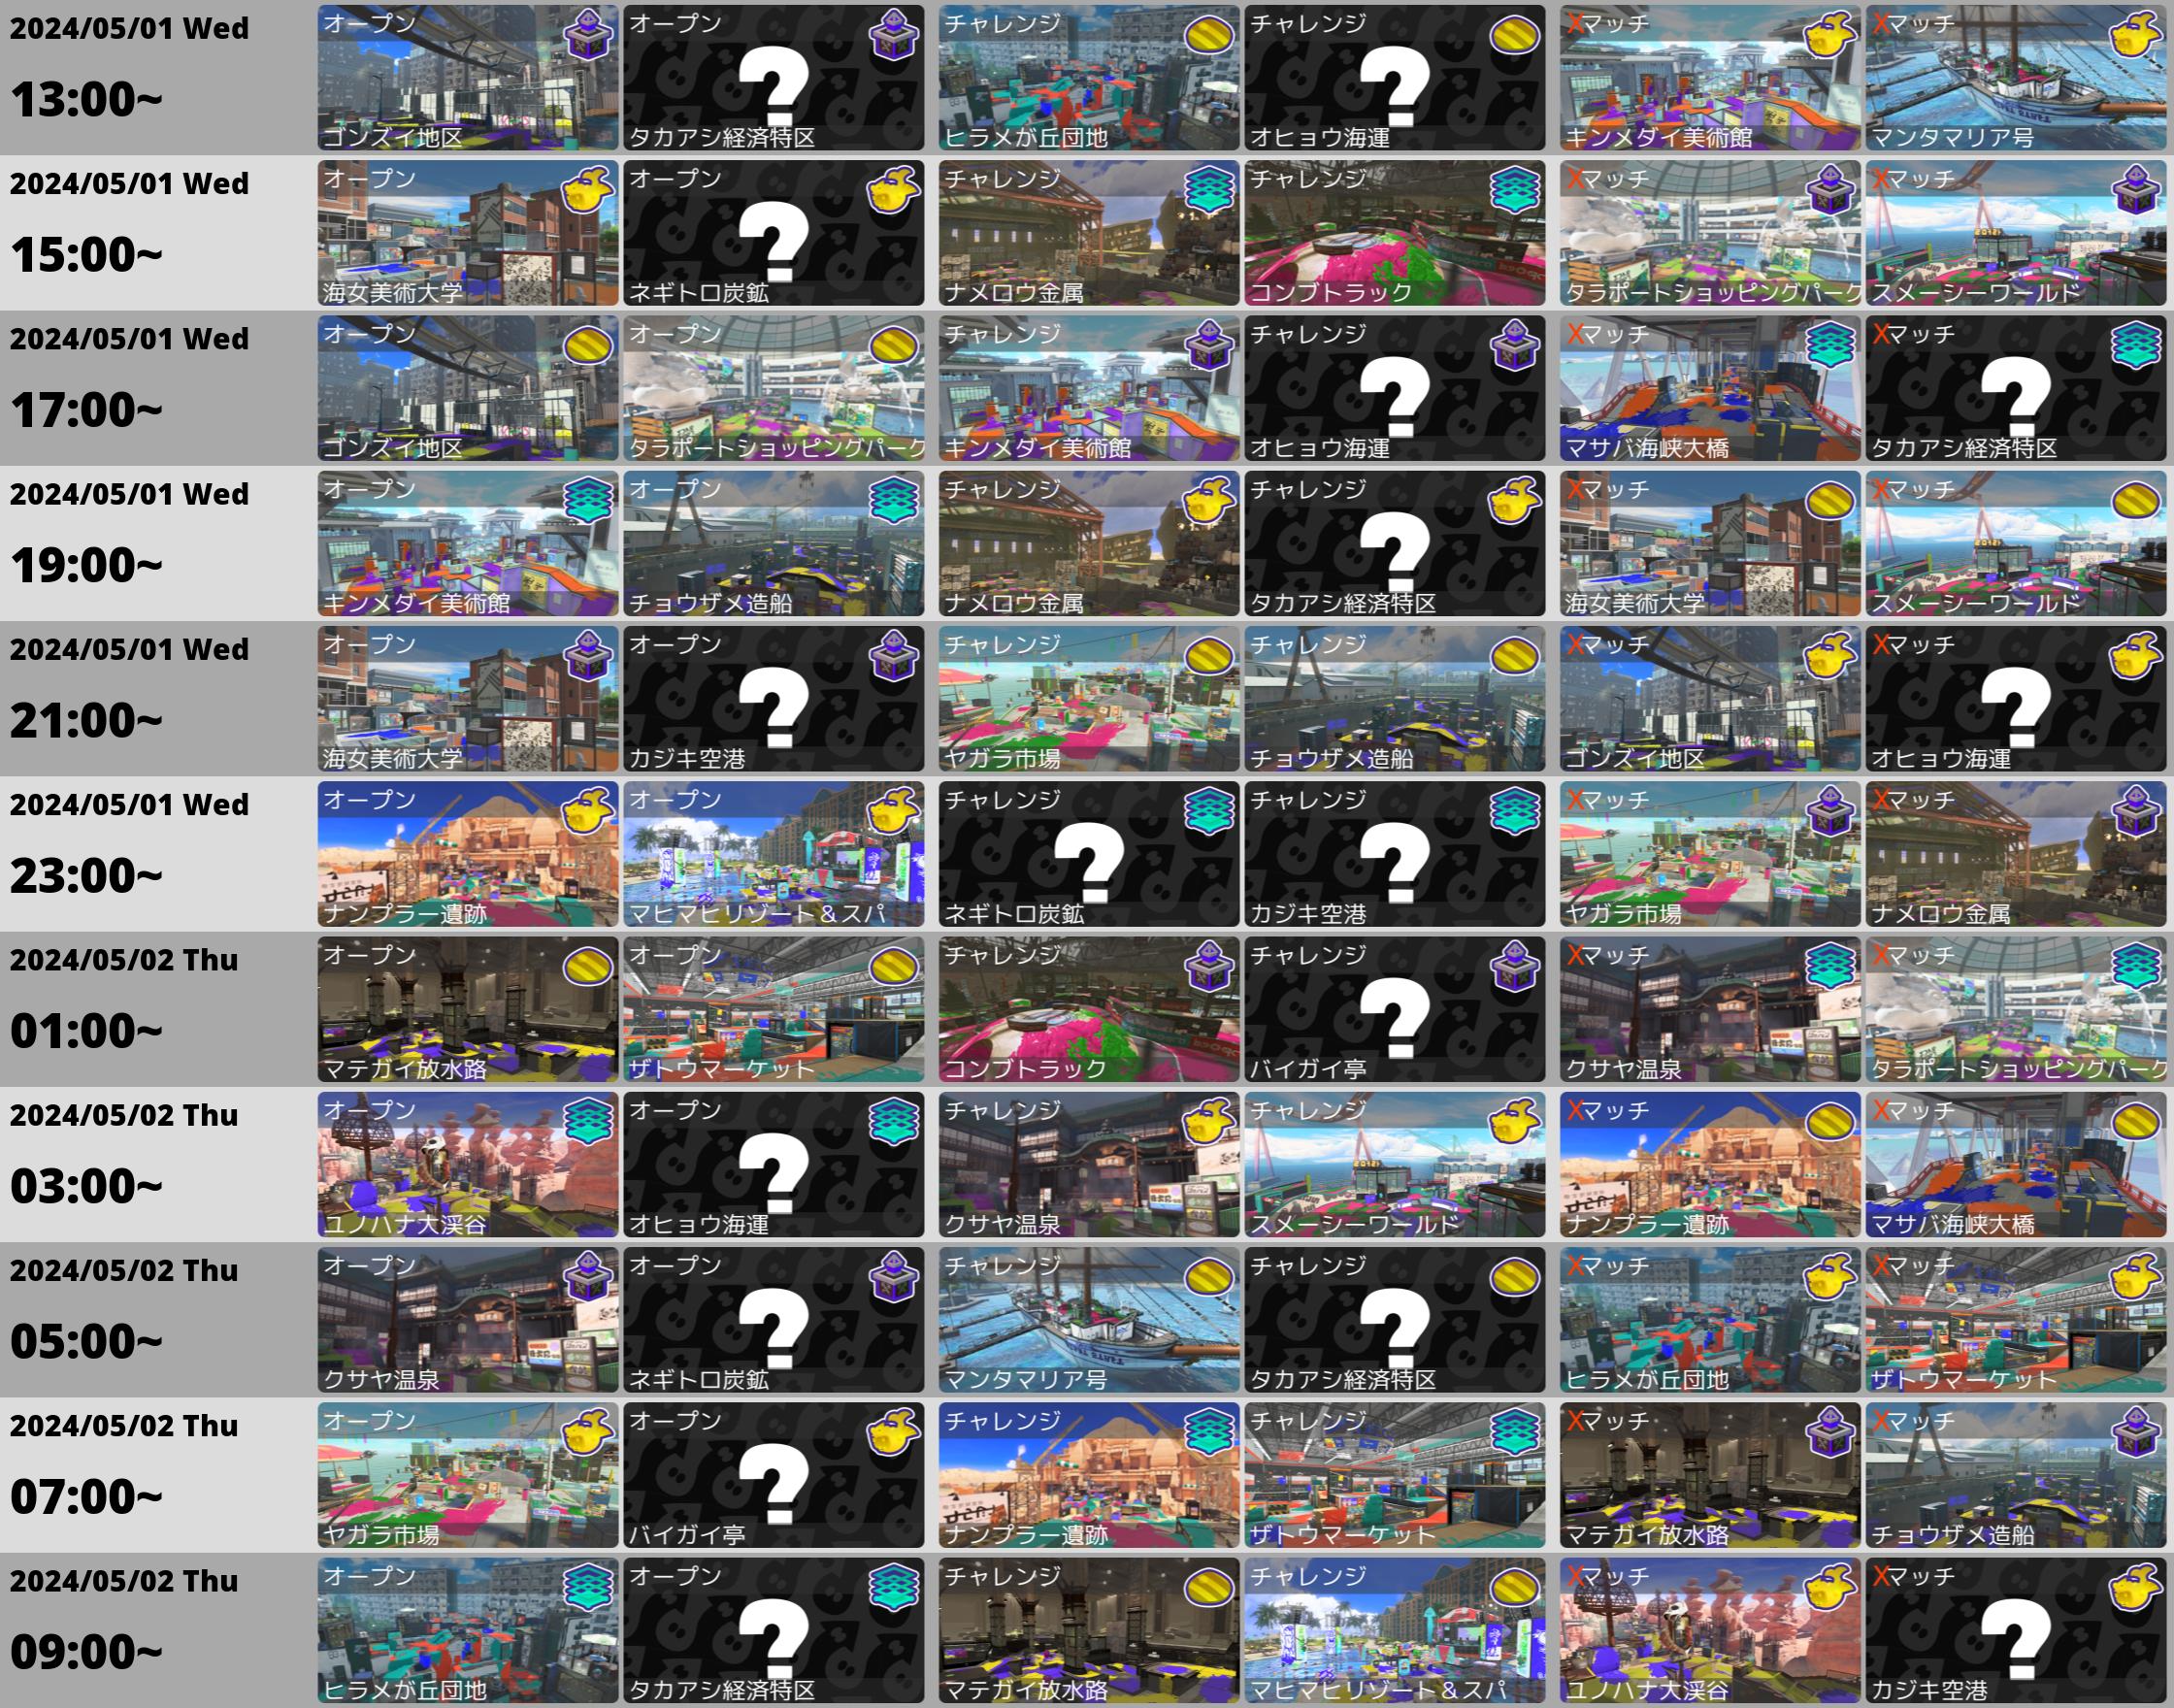 2024/05/01 Wed
13:00~
オープン
ゴンズイ地区
オープン
タカアシ経済特区
チャレンジ
ヒラメが丘団地
チャレンジ
オヒョウ海運
Xマッチ
キンメダイ美術館
Xマッチ
マンタマリア号
2024/05/01 Wed
15:00~
オープン
海女美術大学
オープン
ネギトロ炭鉱
チャレンジ
ナメロウ金属
チャレンジ
コンブトラック
Xマッチ
タラポートショッピングパーク
Xマッチ
スメーシーワールド
2024/05/01 Wed
17:00~
オープン
ゴンズイ地区
オープン
タラポートショッピングパーク
チャレンジ
キンメダイ美術館
チャレンジ
オヒョウ海運
Xマッチ
マサバ海峡大橋
Xマッチ
タカアシ経済特区
2024/05/01 Wed
19:00~
オープン
キンメダイ美術館
オープン
チョウザメ造船
チャレンジ
ナメロウ金属
チャレンジ
タカアシ経済特区
Xマッチ
海女美術大学
Xマッチ
スメーシーワールド
2024/05/01 Wed
21:00~
オープン
海女美術大学
オープン
カジキ空港
チャレンジ
ヤガラ市場
チャレンジ
チョウザメ造船
Xマッチ
ゴンズイ地区
Xマッチ
オヒョウ海運
2024/05/01 Wed
23:00~
オープン
ナンプラー遺跡
オープン
マヒマヒリゾート＆スパ
チャレンジ
ネギトロ炭鉱
チャレンジ
カジキ空港
Xマッチ
ヤガラ市場
Xマッチ
ナメロウ金属
2024/05/02 Thu
01:00~
オープン
マテガイ放水路
オープン
ザトウマーケット
チャレンジ
コンブトラック
チャレンジ
バイガイ亭
Xマッチ
クサヤ温泉
Xマッチ
タラポートショッピングパーク
2024/05/02 Thu
03:00~
オープン
ユノハナ大渓谷
オープン
オヒョウ海運
チャレンジ
クサヤ温泉
チャレンジ
スメーシーワールド
Xマッチ
ナンプラー遺跡
Xマッチ
マサバ海峡大橋
2024/05/02 Thu
05:00~
オープン
クサヤ温泉
オープン
ネギトロ炭鉱
チャレンジ
マンタマリア号
チャレンジ
タカアシ経済特区
Xマッチ
ヒラメが丘団地
Xマッチ
ザトウマーケット
2024/05/02 Thu
07:00~
オープン
ヤガラ市場
オープン
バイガイ亭
チャレンジ
ナンプラー遺跡
チャレンジ
ザトウマーケット
Xマッチ
マテガイ放水路
Xマッチ
チョウザメ造船
2024/05/02 Thu
09:00~
オープン
ヒラメが丘団地
オープン
タカアシ経済特区
チャレンジ
マテガイ放水路
チャレンジ
マヒマヒリゾート＆スパ
Xマッチ
ユノハナ大渓谷
Xマッチ
カジキ空港